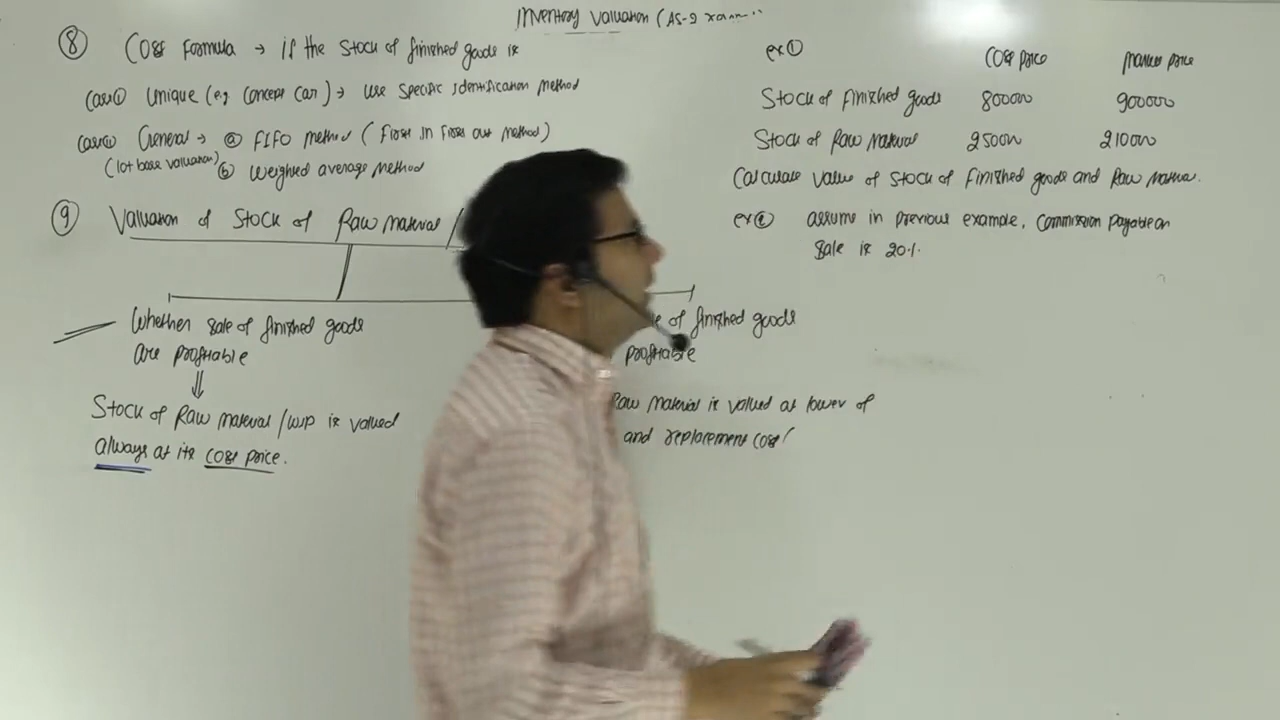 Inventory Valuation (AS-2
⑧ Cost Formula → if the Stock of finished goods is
Case① Unique (e.g Concept Car) → Use Specific Identification method
Case② General → ⓐ FIFO method (First in First out method)
(lot base valuation) ⓑ Weighted average method
⑨ Valuation of Stock of Raw material /
Whether Sale of finished goods
are profitable
⇓
Stock of Raw material/WIP is valued
always at its cost price.
of finished goods
profitable
Raw material is valued at lower of
and replacement cost/
ex①
Cost price Market price
Stock of finished goods 800000 900000
Stock of Raw material 250000 210000
Calculate value of Stock of Finished goods and Raw Material.
ex② assume in previous example, Commission payable on
Sale is 20%.